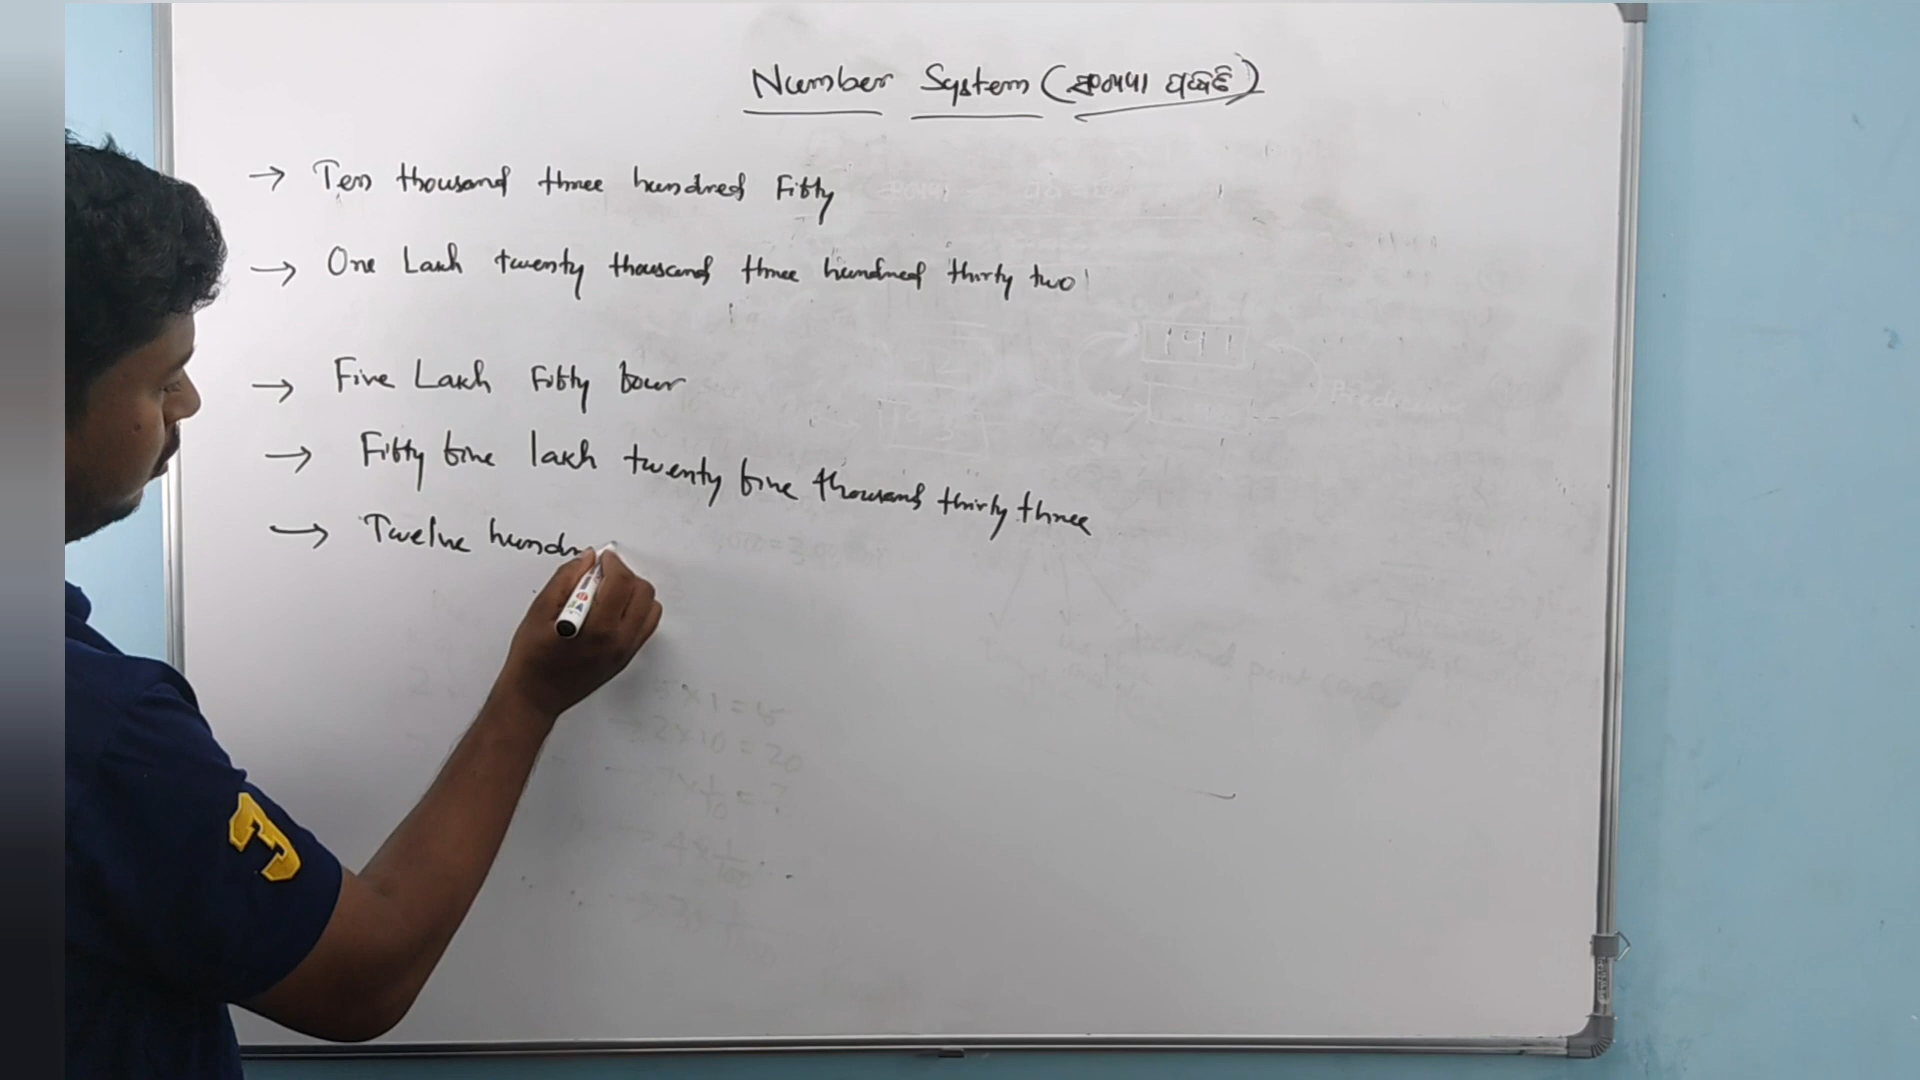 Number System (ସଂଖ୍ୟା ପଦ୍ଧତି)
→ Ten thousand three hundred Fifty
→ One Lakh twenty thousand three hundred thirty two
→ Five Lakh Fifty four
→ Fifty five lakh twenty five thousand thirty three
→ Twelve hundr
3